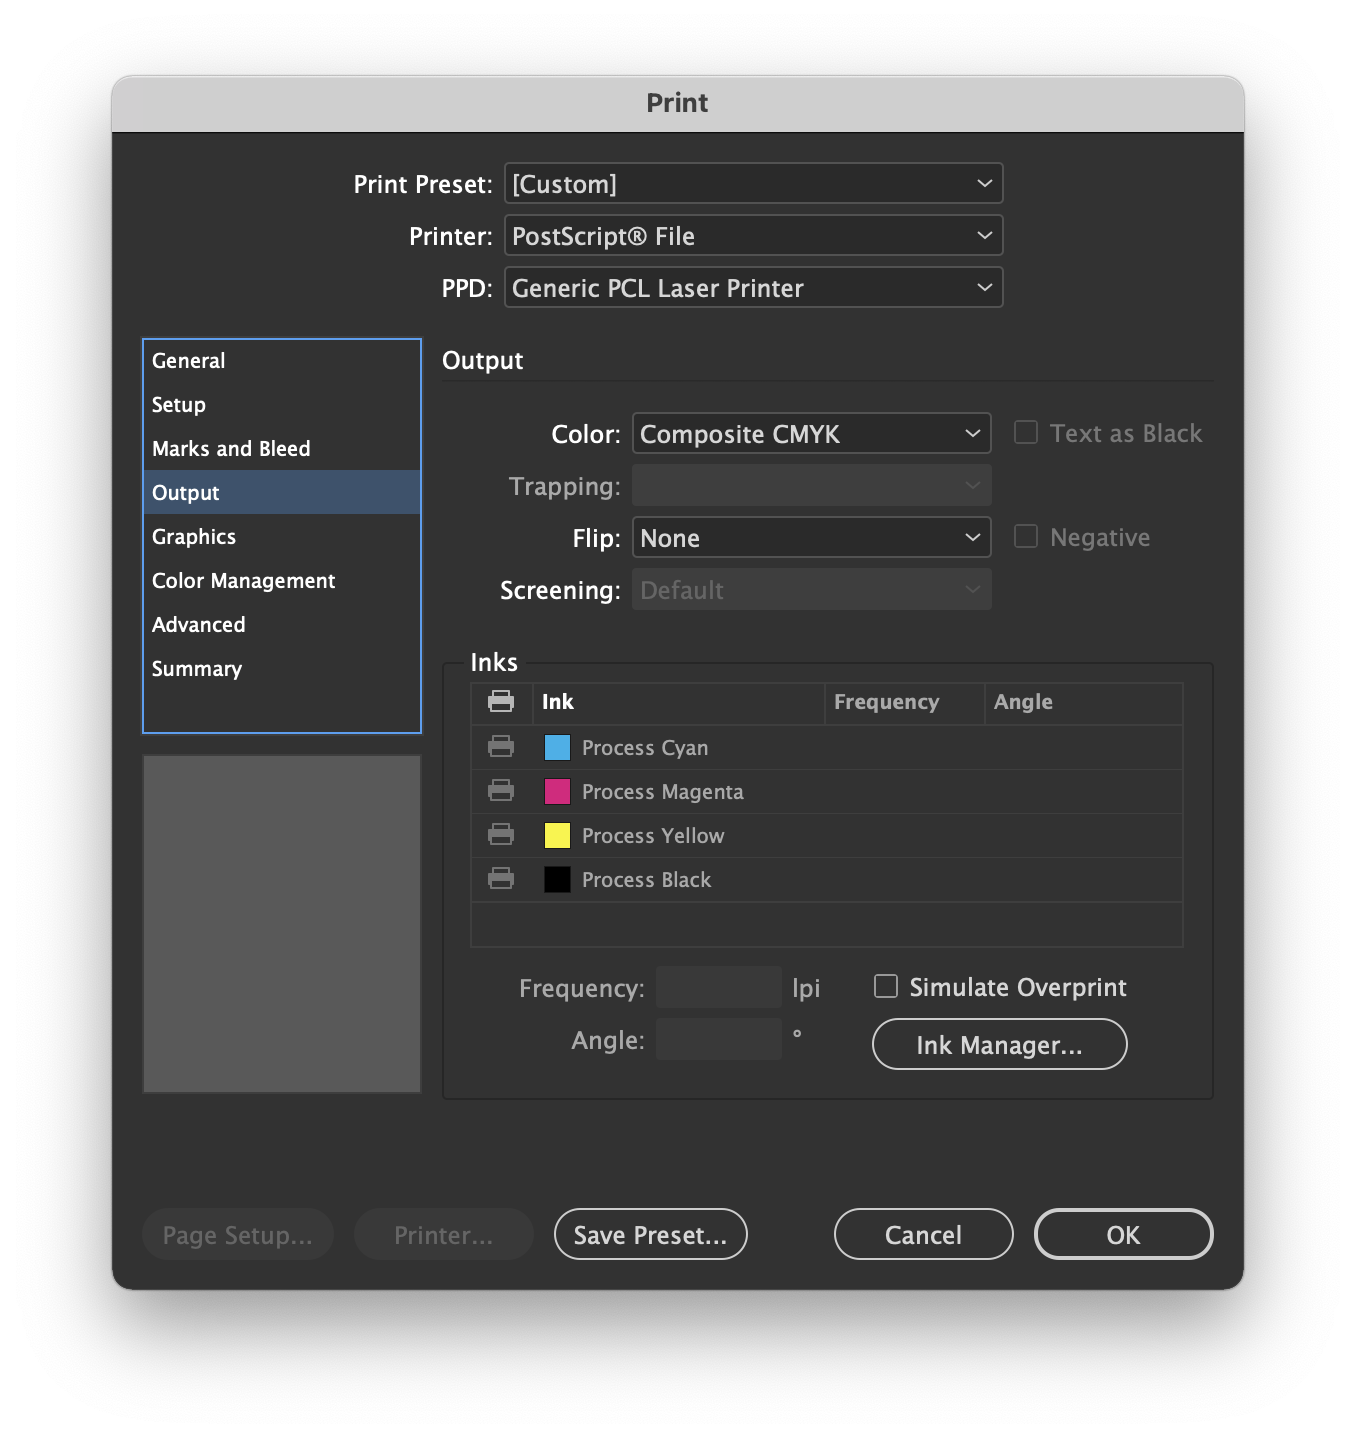 Print
Print Preset: [Custom]
Printer: PostScript® File
PPD: Generic PCL Laser Printer
General
Setup
Marks and Bleed
Output
Graphics
Color Management
Advanced
Summary
Output
Color: Composite CMYK Text as Black
Trapping:
Flip: None Negative
Screening: Default
Inks
Ink Frequency Angle
Process Cyan
Process Magenta
Process Yellow
Process Black
Frequency: lpi Simulate Overprint
Angle: ° Ink Manager...
Page Setup... Printer... Save Preset... Cancel OK